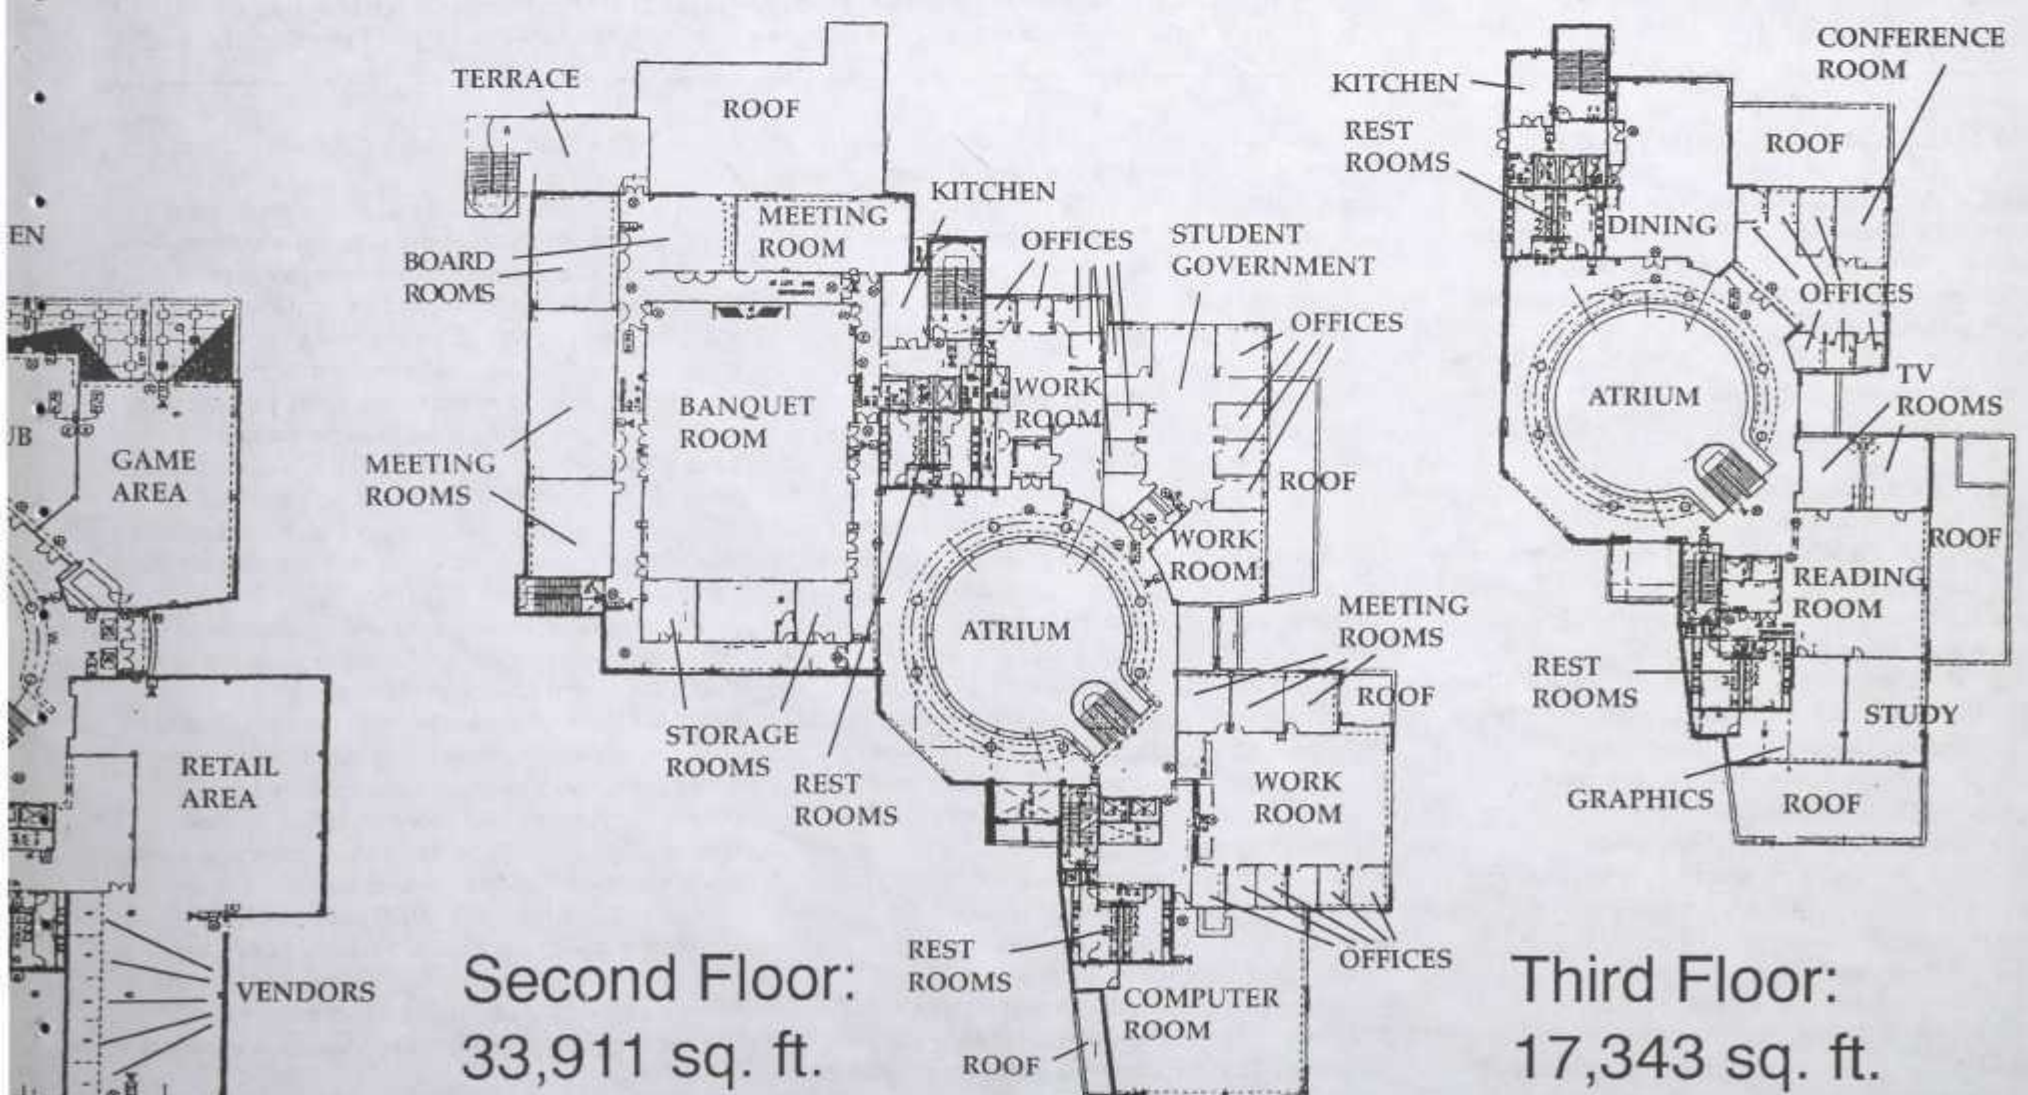 EN
UB
GAME
AREA
RETAIL
AREA
VENDORS
TERRACE
ROOF
BOARD
ROOMS
MEETING
ROOM
KITCHEN
OFFICES
STUDENT
GOVERNMENT
OFFICES
WORK
ROOM
BANQUET
ROOM
MEETING
ROOMS
ROOF
WORK
ROOM
ATRIUM
MEETING
ROOMS
ROOF
STORAGE
ROOMS
REST
ROOMS
WORK
ROOM
OFFICES
REST
ROOMS
COMPUTER
ROOM
ROOF
Second Floor:
33,911 sq. ft.
CONFERENCE
ROOM
KITCHEN
REST
ROOMS
ROOF
DINING
OFFICES
ATRIUM
TV
ROOMS
ROOF
READING
ROOM
REST
ROOMS
STUDY
GRAPHICS
ROOF
Third Floor:
17,343 sq. ft.